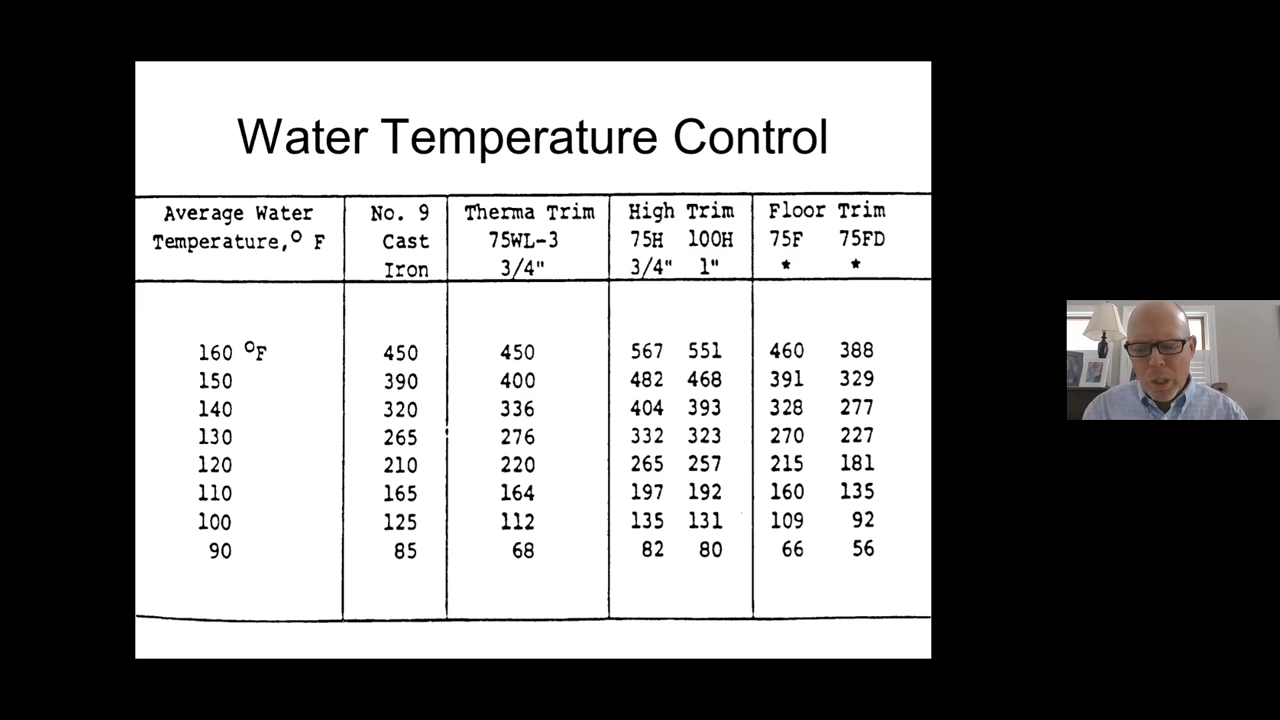 Water Temperature Control
Average Water No. 9 Therma Trim High Trim Floor Trim
Temperature,° F Cast 75WL-3 75H 100H 75F 75FD
Iron 3/4" 3/4" 1" * *
160 °F 450 450 567 551 460 388
150 390 400 482 468 391 329
140 320 336 404 393 328 277
130 265 276 332 323 270 227
120 210 220 265 257 215 181
110 165 164 197 192 160 135
100 125 112 135 131 109 92
90 85 68 82 80 66 56